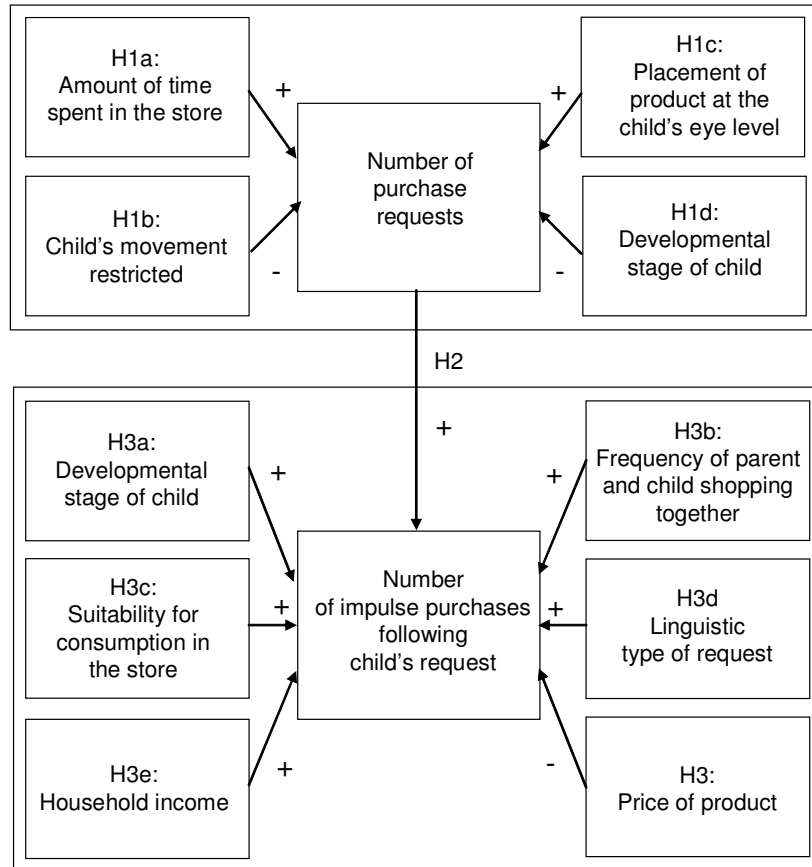 H1a:
Amount of time
spent in the store
+
H1c:
Placement of
product at the
child's eye level
+
Number of
purchase
requests
H1b:
Child's movement
restricted
-
H1d:
Developmental
stage of child
-
H2
+
H3a:
Developmental
stage of child
+
H3b:
Frequency of parent
and child shopping
together
+
H3c:
Suitability for
consumption in
the store
+
Number
of impulse purchases
following
child's request
+
H3d
Linguistic
type of request
H3e:
Household income
+
-
H3:
Price of product